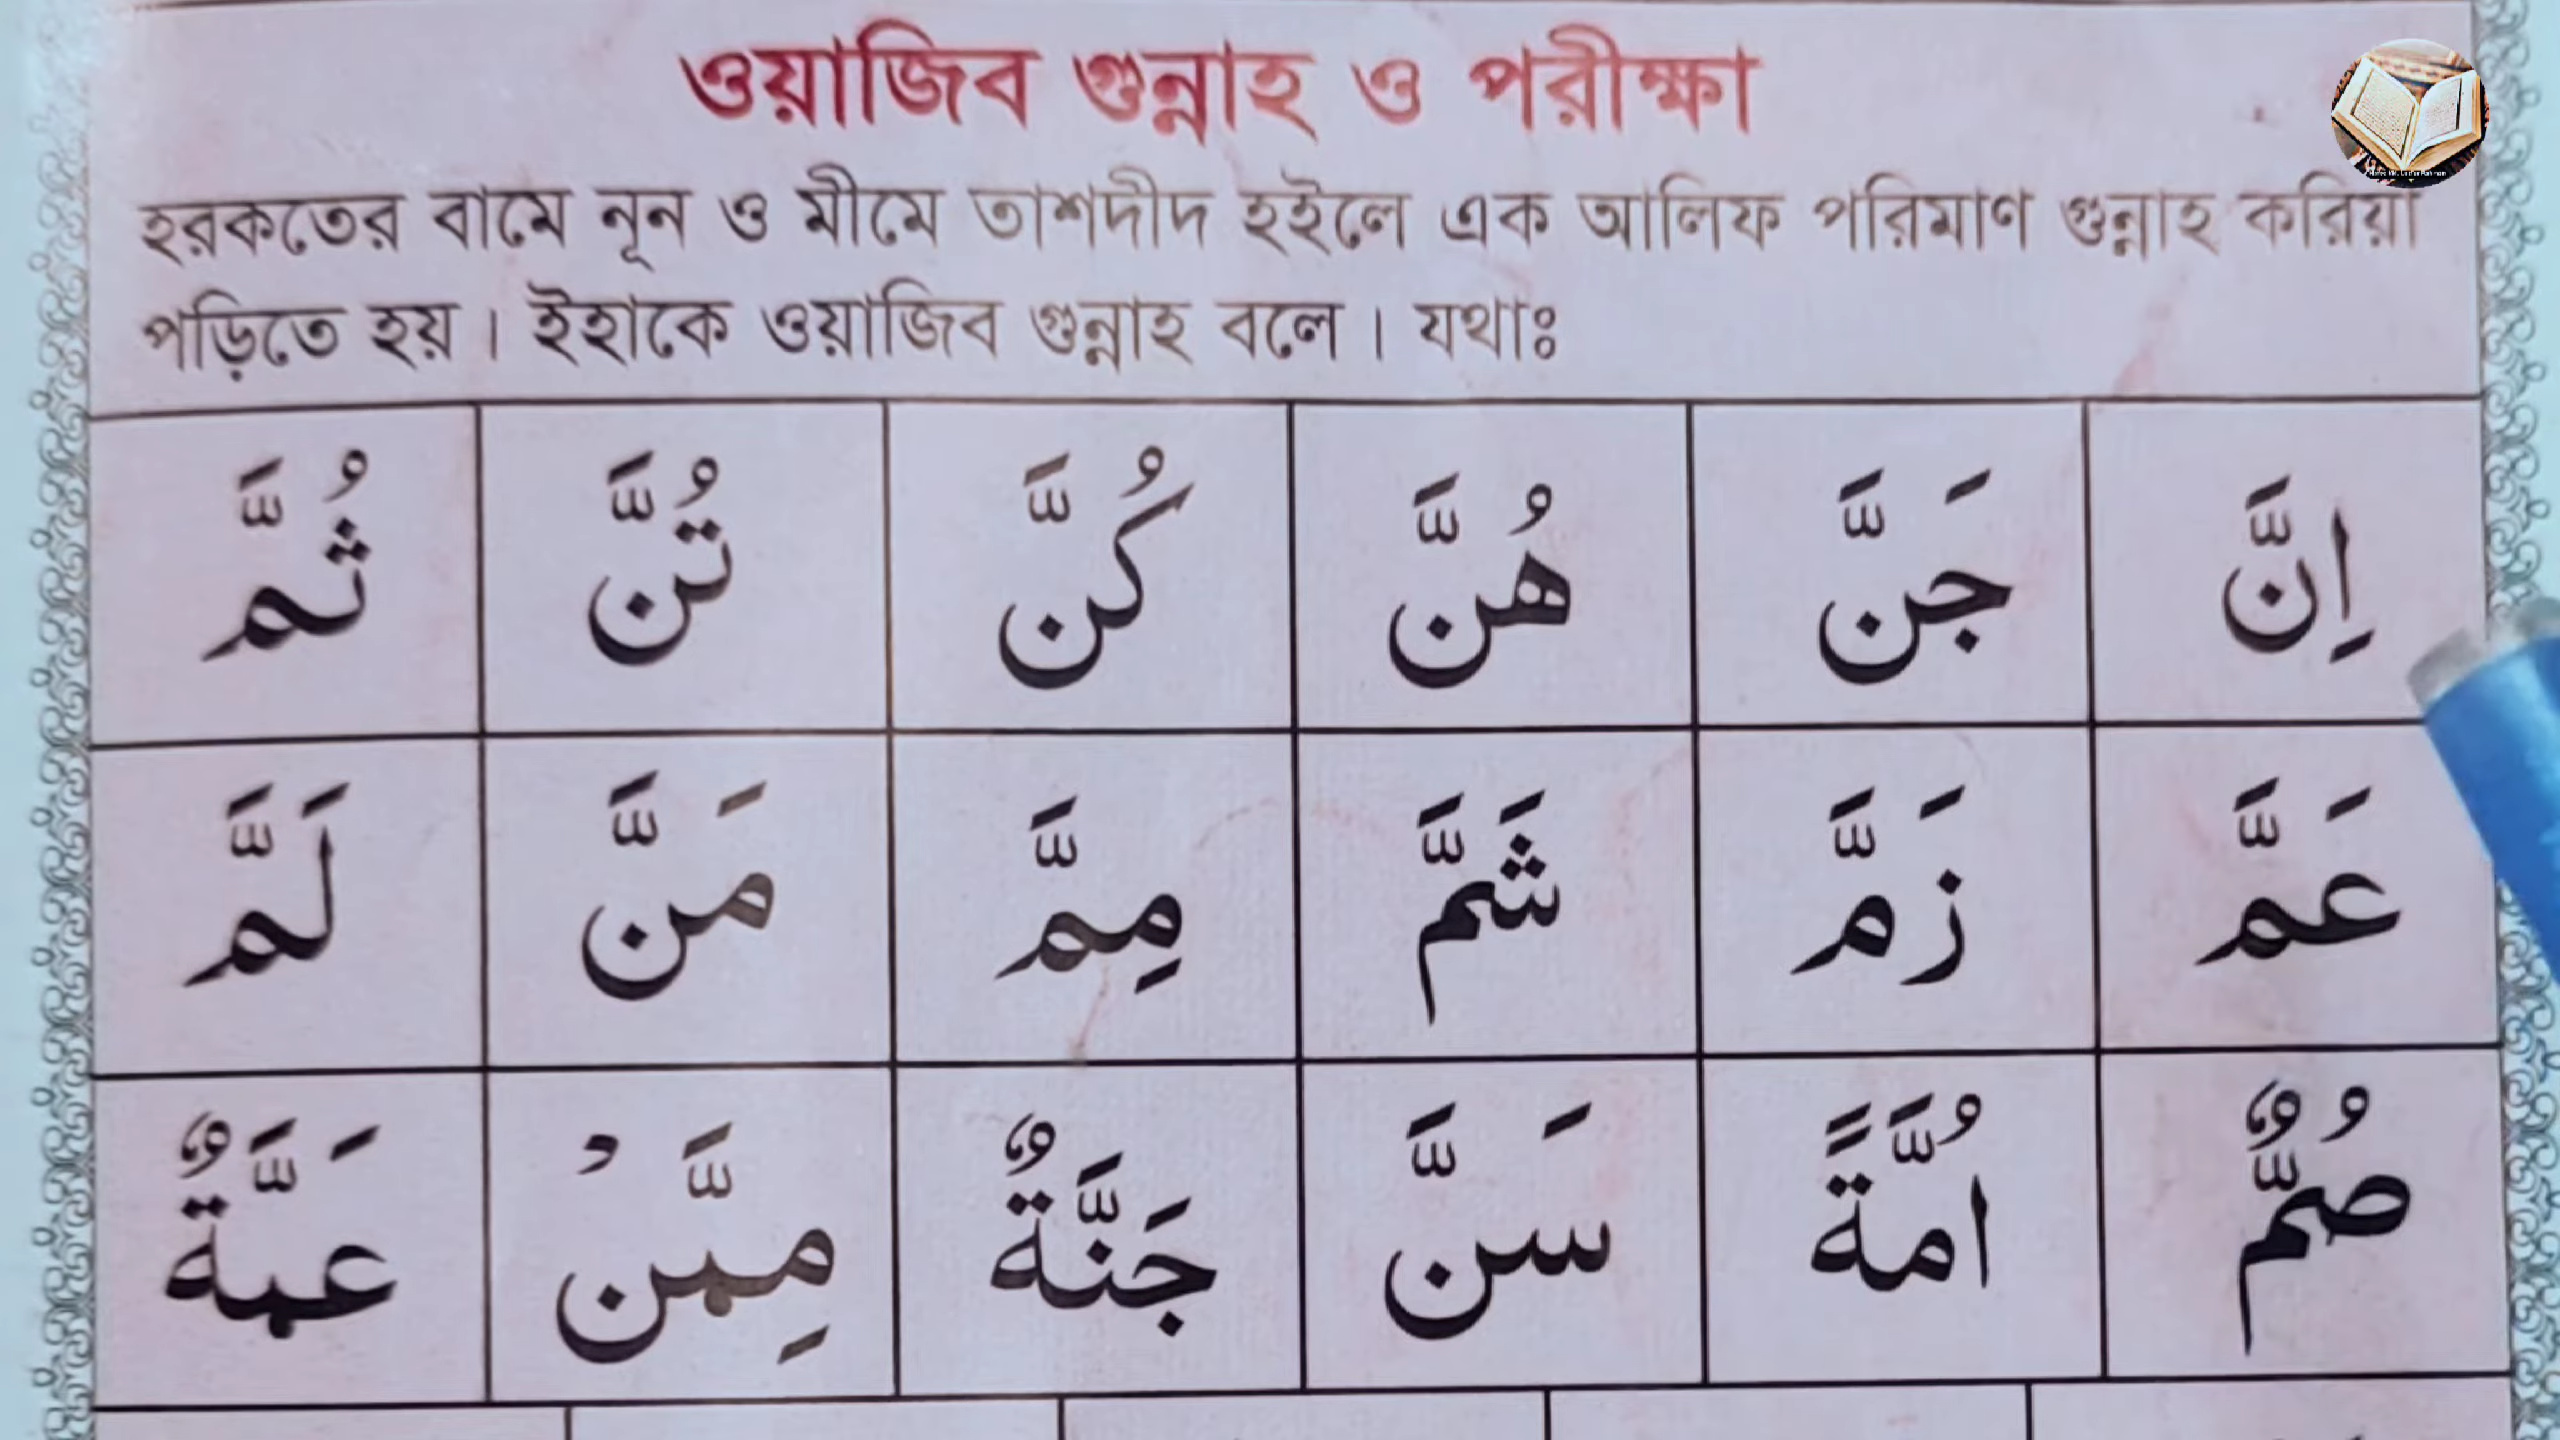 ওয়াজিব গুন্নাহ ও পরীক্ষা
হরকতের বামে নূন ও মীমে তাশদীদ হইলে এক আলিফ পরিমাণ গুন্নাহ করিয়া
পড়িতে হয়। ইহাকে ওয়াজিব গুন্নাহ বলে। যথাঃ
اِنَّ جَنَّ هُنَّ كُنَّ تُنَّ ثُمَّ
عَمَّ زَمَّ شَمَّ مِمَّ مَنَّ لَمَّ
صُمٌّ اُمَّةً سَنَّ جَنَّةٌ مِمَّنْ عَمَّةٌ